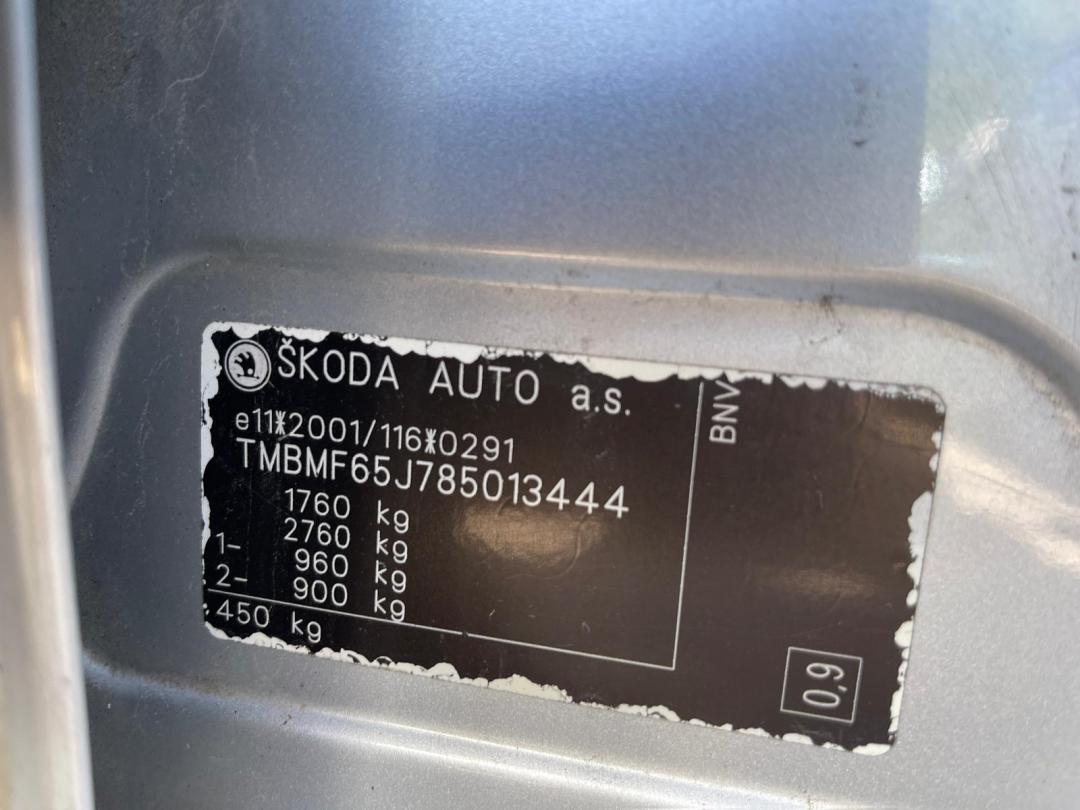 ŠKODA AUTO a.s.
e11*2001/116*0291
TMBMF65J785013444
1760 kg
2760 kg
1- 960 kg
2- 900 kg
450 kg
BNV
0,9